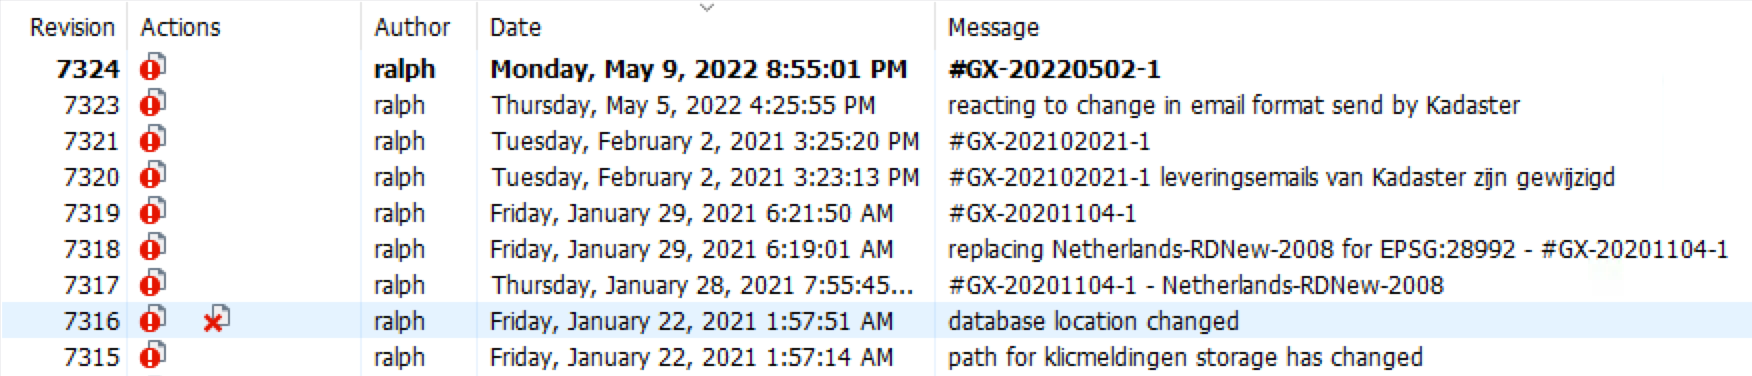 Revision Actions Author Date Message
7324 ralph Monday, May 9, 2022 8:55:01 PM #GX-20220502-1
7323 ralph Thursday, May 5, 2022 4:25:55 PM reacting to change in email format send by Kadaster
7321 ralph Tuesday, February 2, 2021 3:25:20 PM #GX-202102021-1
7320 ralph Tuesday, February 2, 2021 3:23:13 PM #GX-202102021-1 leveringsemails van Kadaster zijn gewijzigd
7319 ralph Friday, January 29, 2021 6:21:50 AM #GX-20201104-1
7318 ralph Friday, January 29, 2021 6:19:01 AM replacing Netherlands-RDNew-2008 for EPSG:28992 - #GX-20201104-1
7317 ralph Thursday, January 28, 2021 7:55:45... #GX-20201104-1 - Netherlands-RDNew-2008
7316 ralph Friday, January 22, 2021 1:57:51 AM database location changed
7315 ralph Friday, January 22, 2021 1:57:14 AM path for klicmeldingen storage has changed